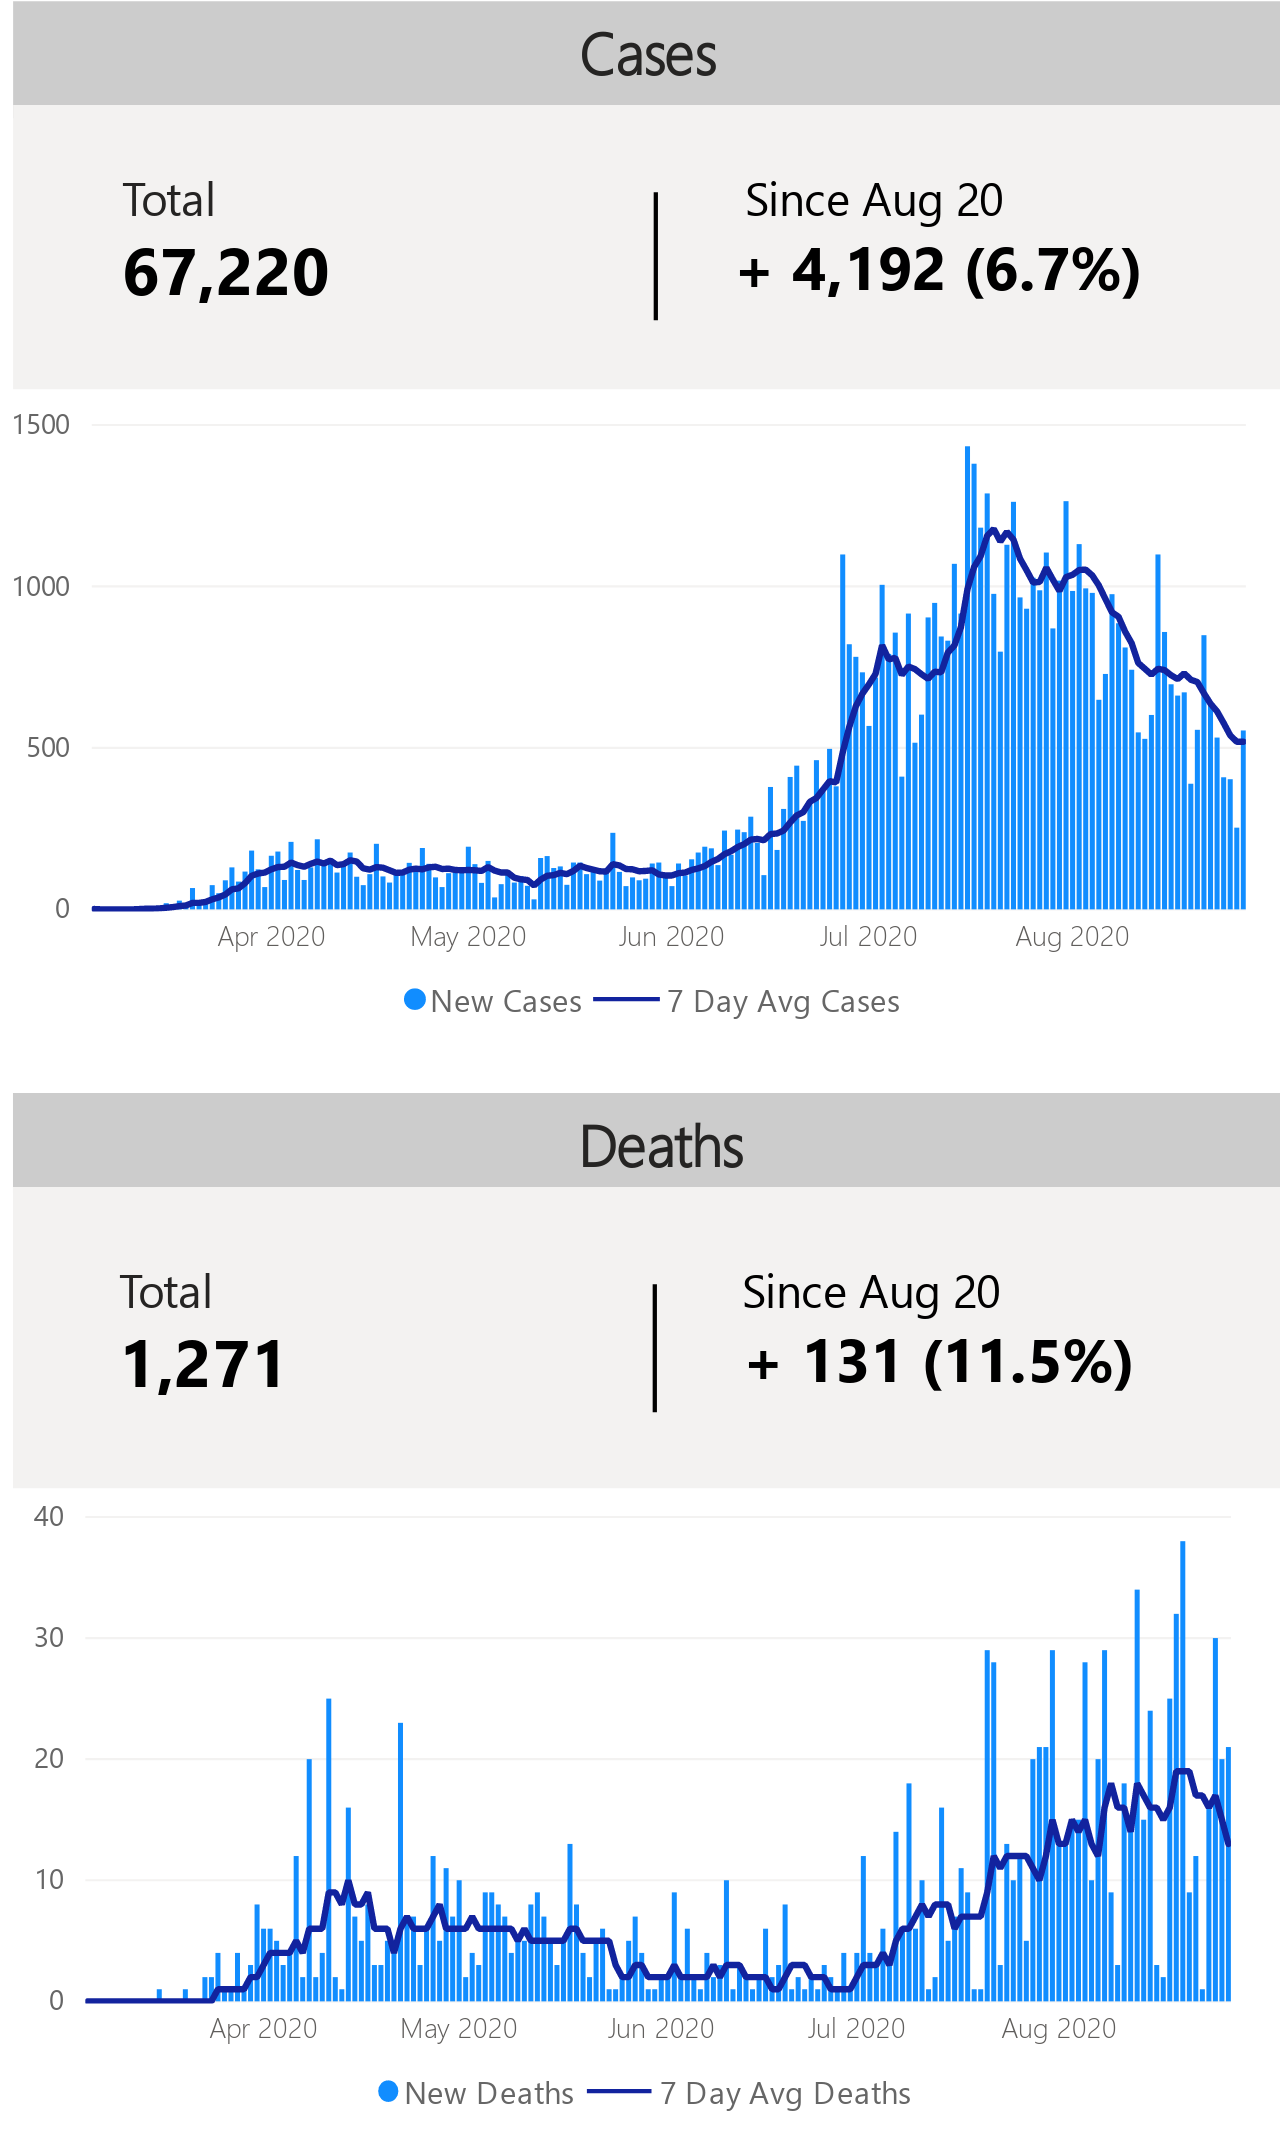 Cases
Total
Since Aug 20
67,220
+ 4,192 (6.7%)
1500
1000
500
0
Apr 2020
May 2020
Jun 2020
Jul 2020
Aug 2020
New Cases
7 Day Avg Cases
Deaths
Total
Since Aug 20
1,271
+ 131 (11.5%)
40
30
20
10
0
Apr 2020
May 2020
Jun 2020
Jul 2020
Aug 2020
New Deaths
7 Day Avg Deaths